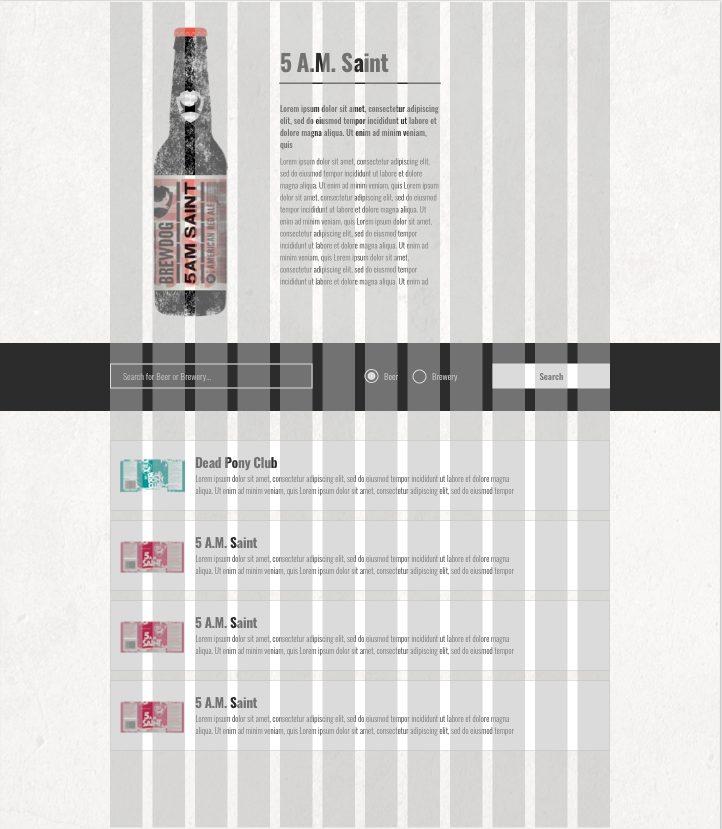 5 A.M. Saint
Lorem ipsum dolor sit amet, consectetur adipiscing
elit, sed do eiusmod tempor incididunt ut labore et
dolore magna aliqua. Ut enim ad minim veniam,
quis
Lorem ipsum dolor sit amet, consectetur adipiscing elit,
sed do eiusmod tempor incididunt ut labore et dolore
magna aliqua. Ut enim ad minim veniam, quis Lorem ipsum
dolor sit amet, consectetur adipiscing elit, sed do eiusmod
tempor incididunt ut labore et dolore magna aliqua. Ut
enim ad minim veniam, quis Lorem ipsum dolor sit amet,
consectetur adipiscing elit, sed do eiusmod tempor
incididunt ut labore et dolore magna aliqua. Ut enim ad
minim veniam, quis Lorem ipsum dolor sit amet,
consectetur adipiscing elit, sed do eiusmod tempor
incididunt ut labore et dolore magna aliqua. Ut enim ad
BREWDOG
5AM SAINT
AMERICAN RED ALE
Search for Beer or Brewery...
Beer
Brewery
Search
Dead Pony Club
Lorem ipsum dolor sit amet, consectetur adipiscing elit, sed do eiusmod tempor incididunt ut labore et dolore magna
aliqua. Ut enim ad minim veniam, quis Lorem ipsum dolor sit amet, consectetur adipiscing elit, sed do eiusmod tempor
5 A.M. Saint
Lorem ipsum dolor sit amet, consectetur adipiscing elit, sed do eiusmod tempor incididunt ut labore et dolore magna
aliqua. Ut enim ad minim veniam, quis Lorem ipsum dolor sit amet, consectetur adipiscing elit, sed do eiusmod tempor
5 A.M. Saint
Lorem ipsum dolor sit amet, consectetur adipiscing elit, sed do eiusmod tempor incididunt ut labore et dolore magna
aliqua. Ut enim ad minim veniam, quis Lorem ipsum dolor sit amet, consectetur adipiscing elit, sed do eiusmod tempor
5 A.M. Saint
Lorem ipsum dolor sit amet, consectetur adipiscing elit, sed do eiusmod tempor incididunt ut labore et dolore magna
aliqua. Ut enim ad minim veniam, quis Lorem ipsum dolor sit amet, consectetur adipiscing elit, sed do eiusmod tempor